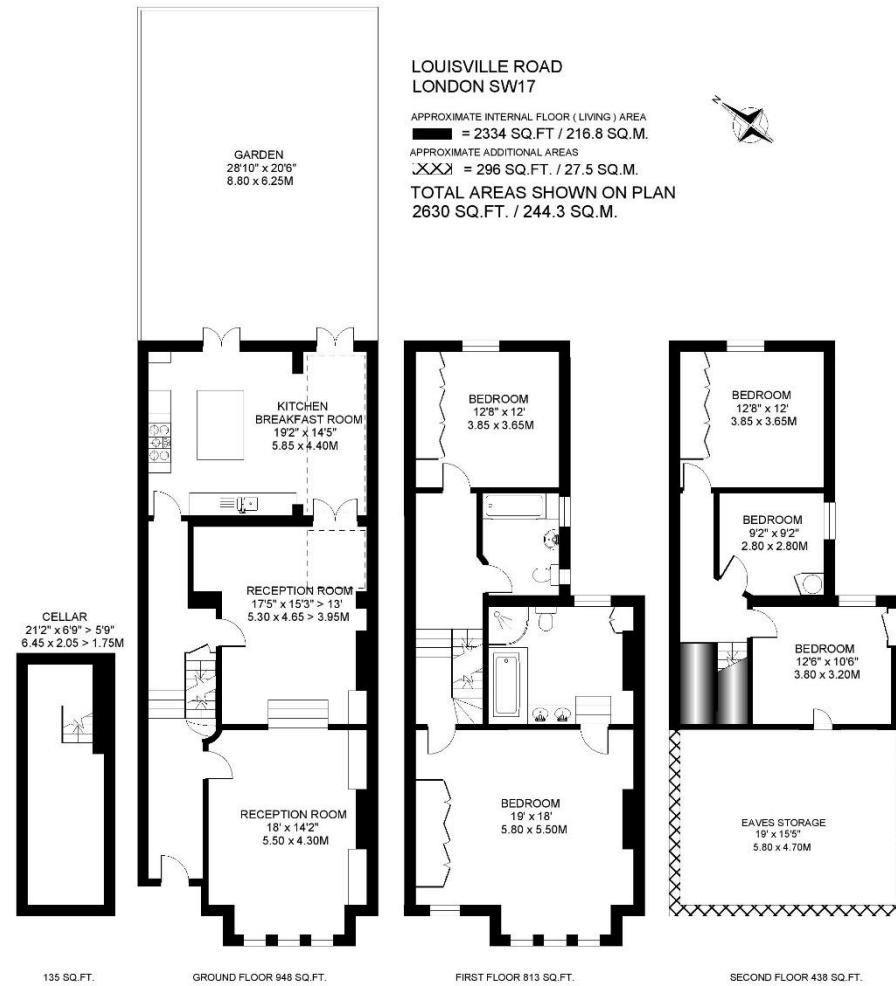 LOUISVILLE ROAD
LONDON SW17
APPROXIMATE INTERNAL FLOOR ( LIVING ) AREA
= 2334 SQ.FT / 216.8 SQ.M.
APPROXIMATE ADDITIONAL AREAS
= 296 SQ.FT. / 27.5 SQ.M.
TOTAL AREAS SHOWN ON PLAN
2630 SQ.FT. / 244.3 SQ.M.
N
GARDEN
28'10" x 20'6"
8.80 x 6.25M
KITCHEN
BREAKFAST ROOM
19'2" x 14'5"
5.85 x 4.40M
RECEPTION ROOM
17'5" x 15'3" > 13'
5.30 x 4.65 > 3.95M
RECEPTION ROOM
18' x 14'2"
5.50 x 4.30M
CELLAR
21'2" x 6'9" > 5'9"
6.45 x 2.05 > 1.75M
BEDROOM
12'8" x 12'
3.85 x 3.65M
BEDROOM
19' x 18'
5.80 x 5.50M
BEDROOM
12'8" x 12'
3.85 x 3.65M
BEDROOM
9'2" x 9'2"
2.80 x 2.80M
BEDROOM
12'6" x 10'6"
3.80 x 3.20M
EAVES STORAGE
19' x 15'5"
5.80 x 4.70M
135 SQ.FT.
GROUND FLOOR 948 SQ.FT.
FIRST FLOOR 813 SQ.FT.
SECOND FLOOR 438 SQ.FT.